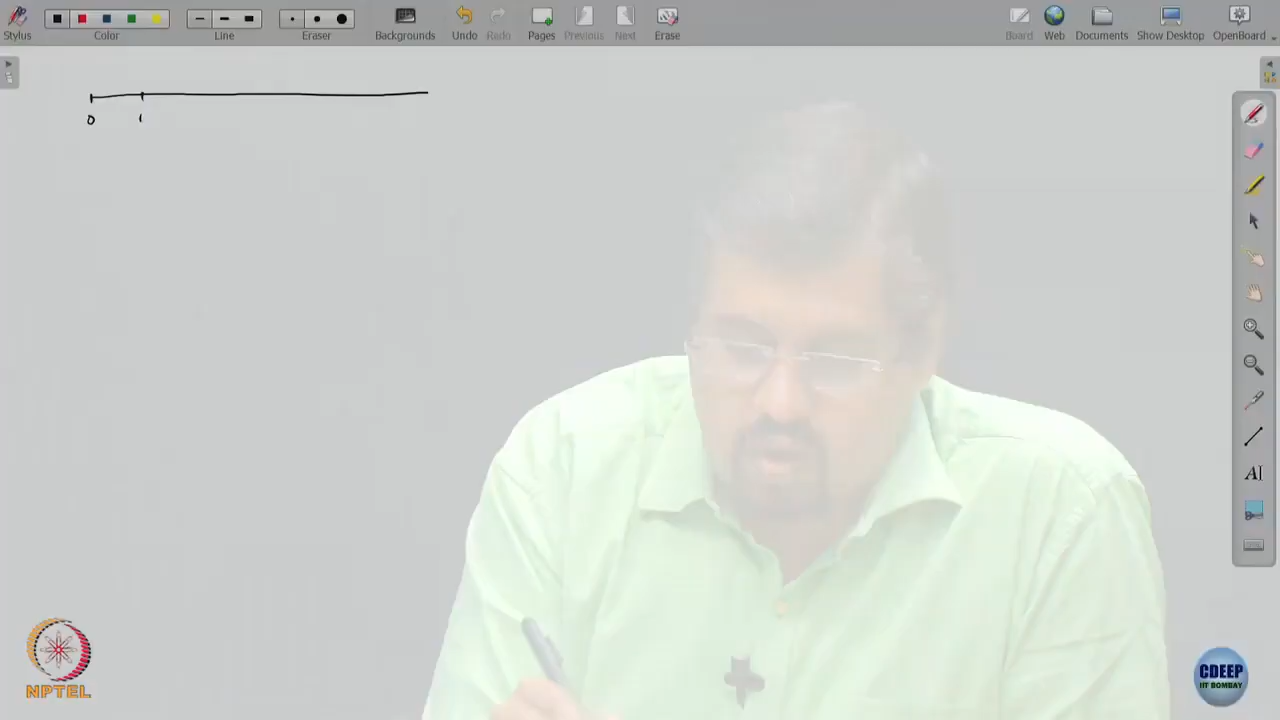 Stylus
Color
Line
Eraser
Backgrounds
Undo
Redo
Pages
Previous
Next
Erase
Board
Web
Documents
Show Desktop
OpenBoard
0 1
AI
NPTEL
CDEEP
IIT BOMBAY